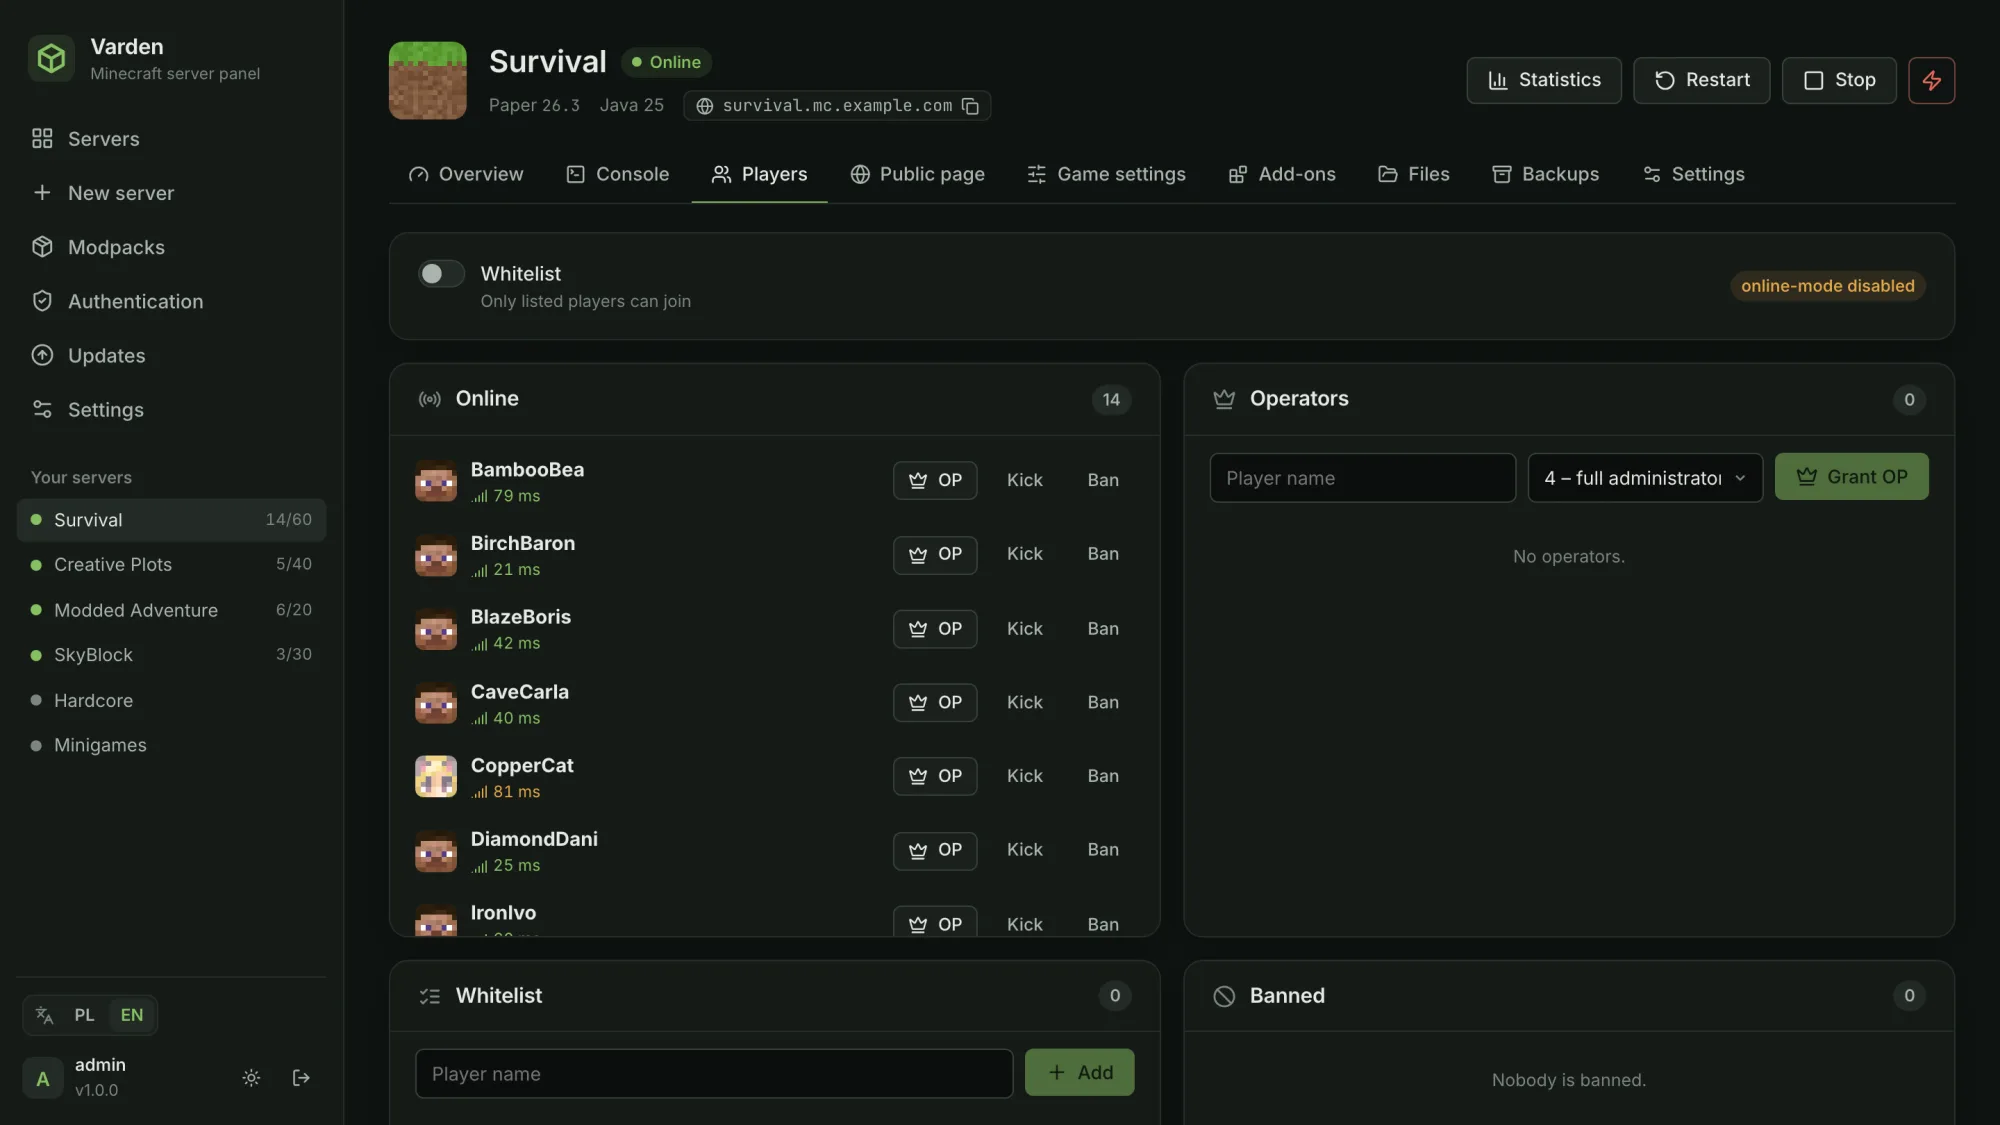 Varden
Minecraft server panel
Servers
New server
Modpacks
Authentication
Updates
Settings
Your servers
Survival 14/60
Creative Plots 5/40
Modded Adventure 6/20
SkyBlock 3/30
Hardcore
Minigames
PL EN
A admin
v1.0.0
Survival Online
Paper 26.3 Java 25 survival.mc.example.com
Statistics Restart Stop
Overview Console Players Public page Game settings Add-ons Files Backups Settings
Whitelist
Only listed players can join
online-mode disabled
Online 14
BambooBea
79 ms
OP Kick Ban
BirchBaron
21 ms
OP Kick Ban
BlazeBoris
42 ms
OP Kick Ban
CaveCarla
40 ms
OP Kick Ban
CopperCat
81 ms
OP Kick Ban
DiamondDani
25 ms
OP Kick Ban
IronIvo
OP Kick Ban
Operators 0
Player name 4 – full administrator Grant OP
No operators.
Whitelist 0
Player name Add
Banned 0
Nobody is banned.